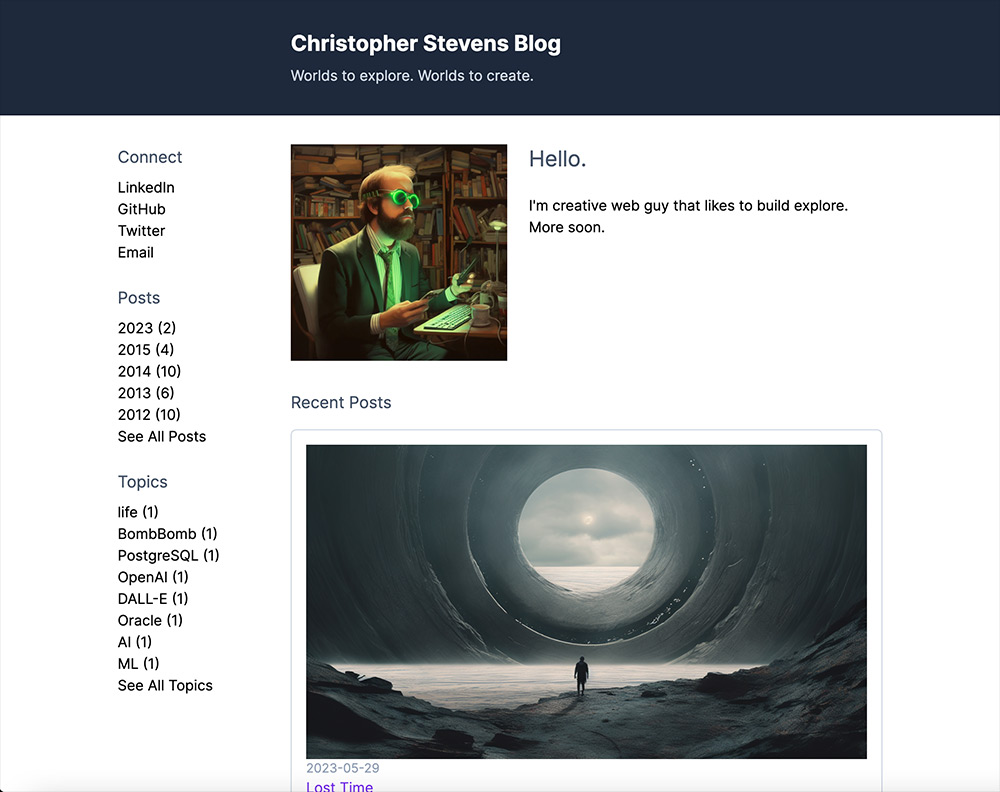 Christopher Stevens Blog
Worlds to explore. Worlds to create.
Connect
LinkedIn
GitHub
Twitter
Email
Posts
2023 (2)
2015 (4)
2014 (10)
2013 (6)
2012 (10)
See All Posts
Topics
life (1)
BombBomb (1)
PostgreSQL (1)
OpenAI (1)
DALL-E (1)
Oracle (1)
AI (1)
ML (1)
See All Topics
Hello.
I'm creative web guy that likes to build explore.
More soon.
Recent Posts
2023-05-29
Lost Time